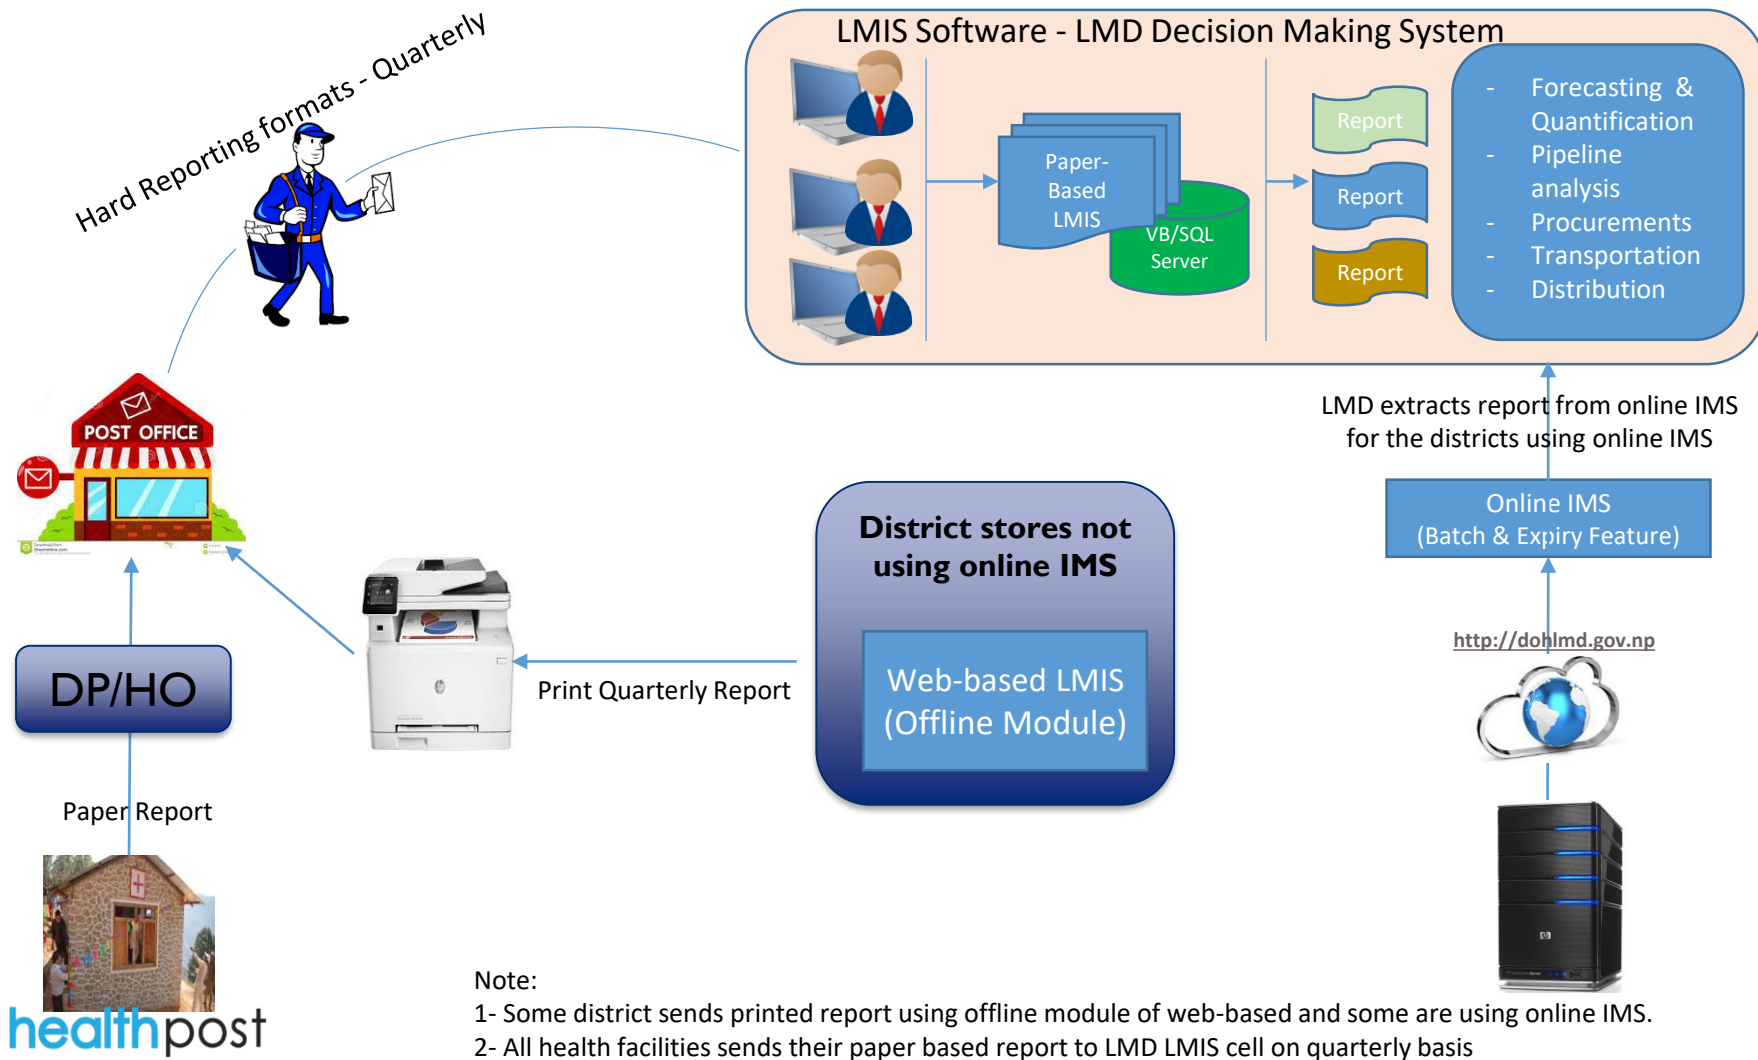 LMIS Software - LMD Decision Making System
Hard Reporting formats - Quarterly
Paper-
Based
LMIS
VB/SQL
Server
Report
Report
Report
- Forecasting &
Quantification
- Pipeline
analysis
- Procurements
- Transportation
- Distribution
LMD extracts report from online IMS
for the districts using online IMS
Online IMS
(Batch & Expiry Feature)
http://dohlmd.gov.np
POST OFFICE
District stores not
using online IMS
Web-based LMIS
(Offline Module)
Print Quarterly Report
DP/HO
Paper Report
healthpost
Note:
1- Some district sends printed report using offline module of web-based and some are using online IMS.
2- All health facilities sends their paper based report to LMD LMIS cell on quarterly basis